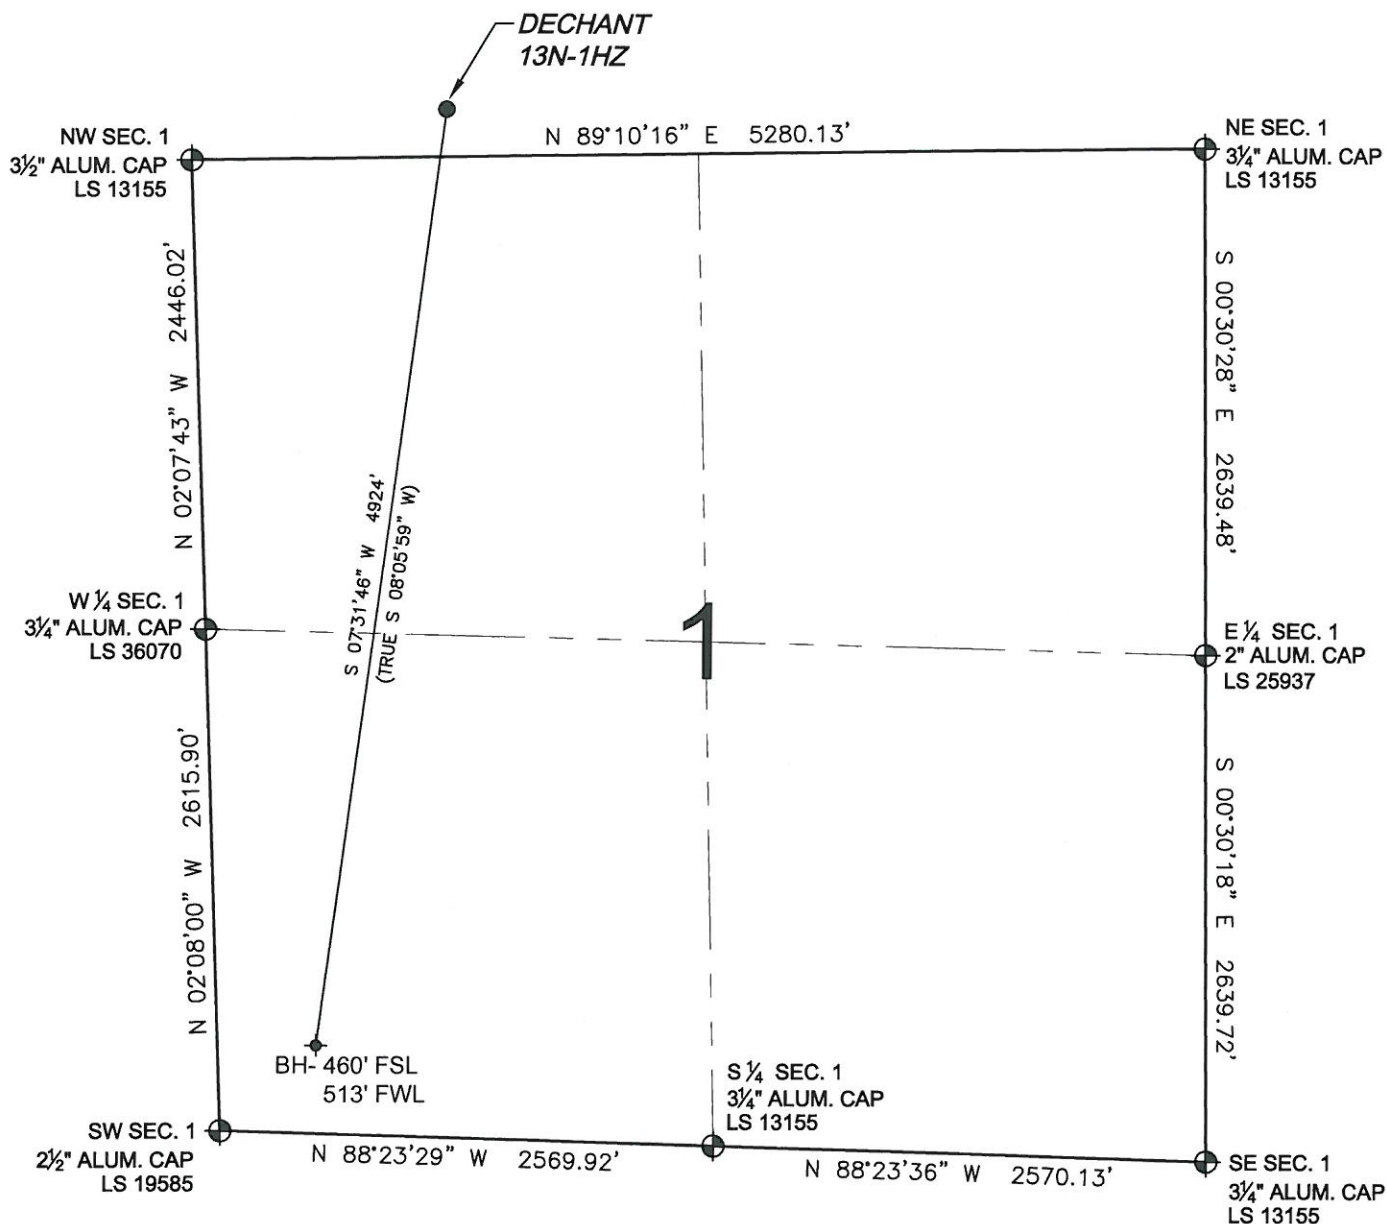 DECHANT
13N-1HZ
NW SEC. 1
3½" ALUM. CAP
LS 13155
N 89°10'16" E 5280.13'
NE SEC. 1
3¼" ALUM. CAP
LS 13155
N 02°07'43" W 2446.02'
S 00°30'28" E 2639.48'
S 07°31'46" W 4924'
(TRUE S 08°05'59" W)
W ¼ SEC. 1
3¼" ALUM. CAP
LS 36070
1
E ¼ SEC. 1
2" ALUM. CAP
LS 25937
N 02°08'00" W 2615.90'
S 00°30'18" E 2639.72'
BH- 460' FSL
513' FWL
S ¼ SEC. 1
3¼" ALUM. CAP
LS 13155
SW SEC. 1
2½" ALUM. CAP
LS 19585
N 88°23'29" W 2569.92'
N 88°23'36" W 2570.13'
SE SEC. 1
3¼" ALUM. CAP
LS 13155